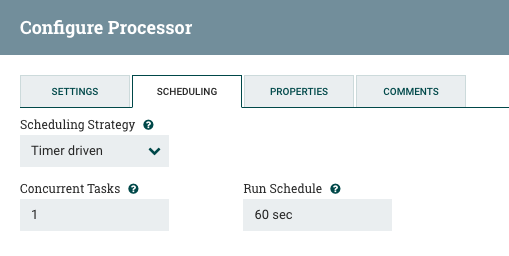 Configure Processor
SETTINGS SCHEDULING PROPERTIES COMMENTS
Scheduling Strategy ?
Timer driven
Concurrent Tasks ? Run Schedule ?
1 60 sec